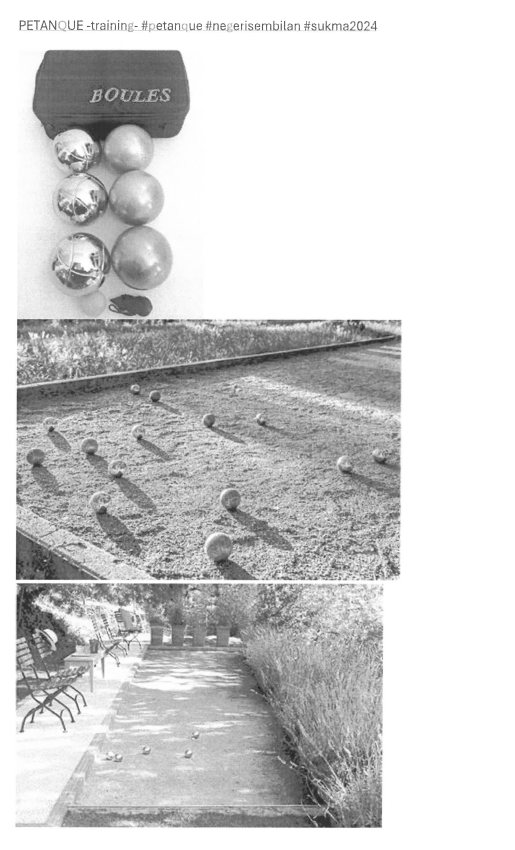 PETANQUE -training- #petanque #negerisembilan #sukma2024
BOULES